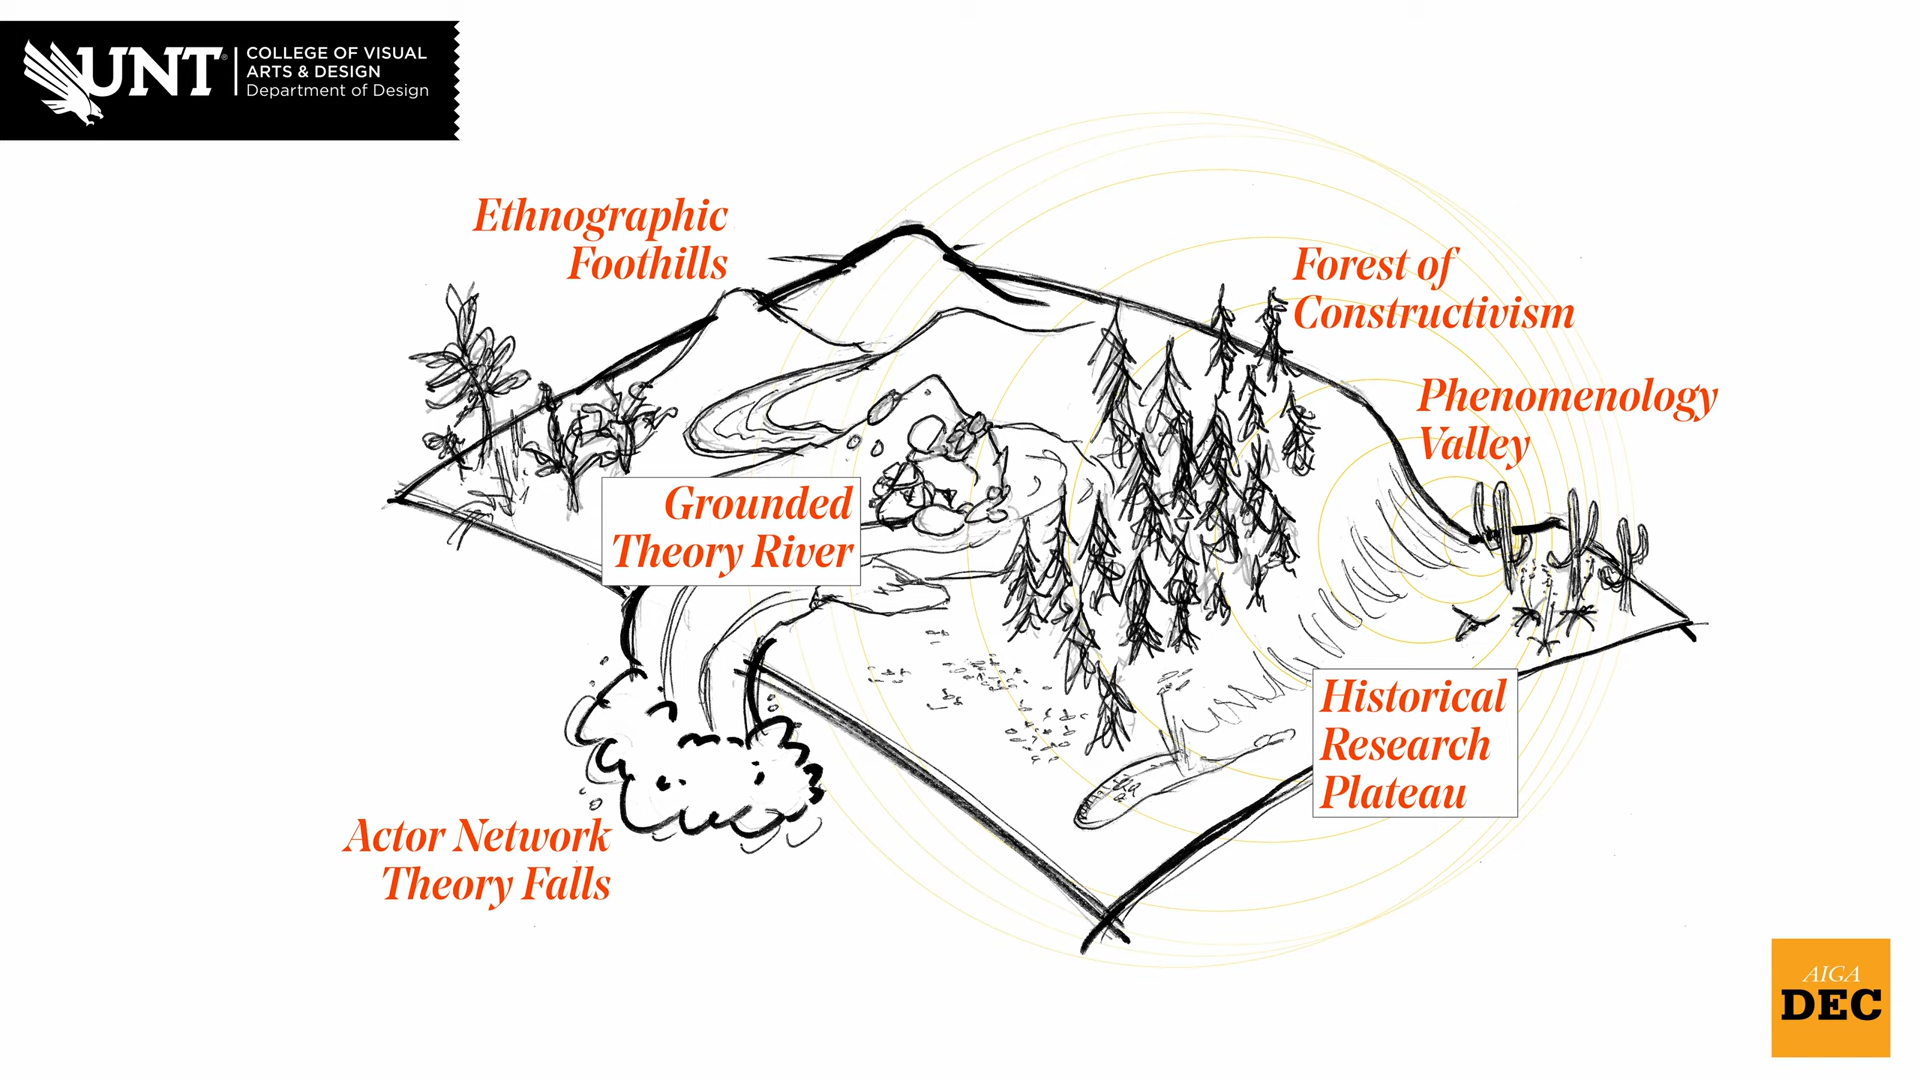 UNT
COLLEGE OF VISUAL
ARTS & DESIGN
Department of Design
Ethnographic
Foothills
Forest of
Constructivism
Phenomenology
Valley
Grounded
Theory River
Historical
Research
Plateau
Actor Network
Theory Falls
AIGA
DEC